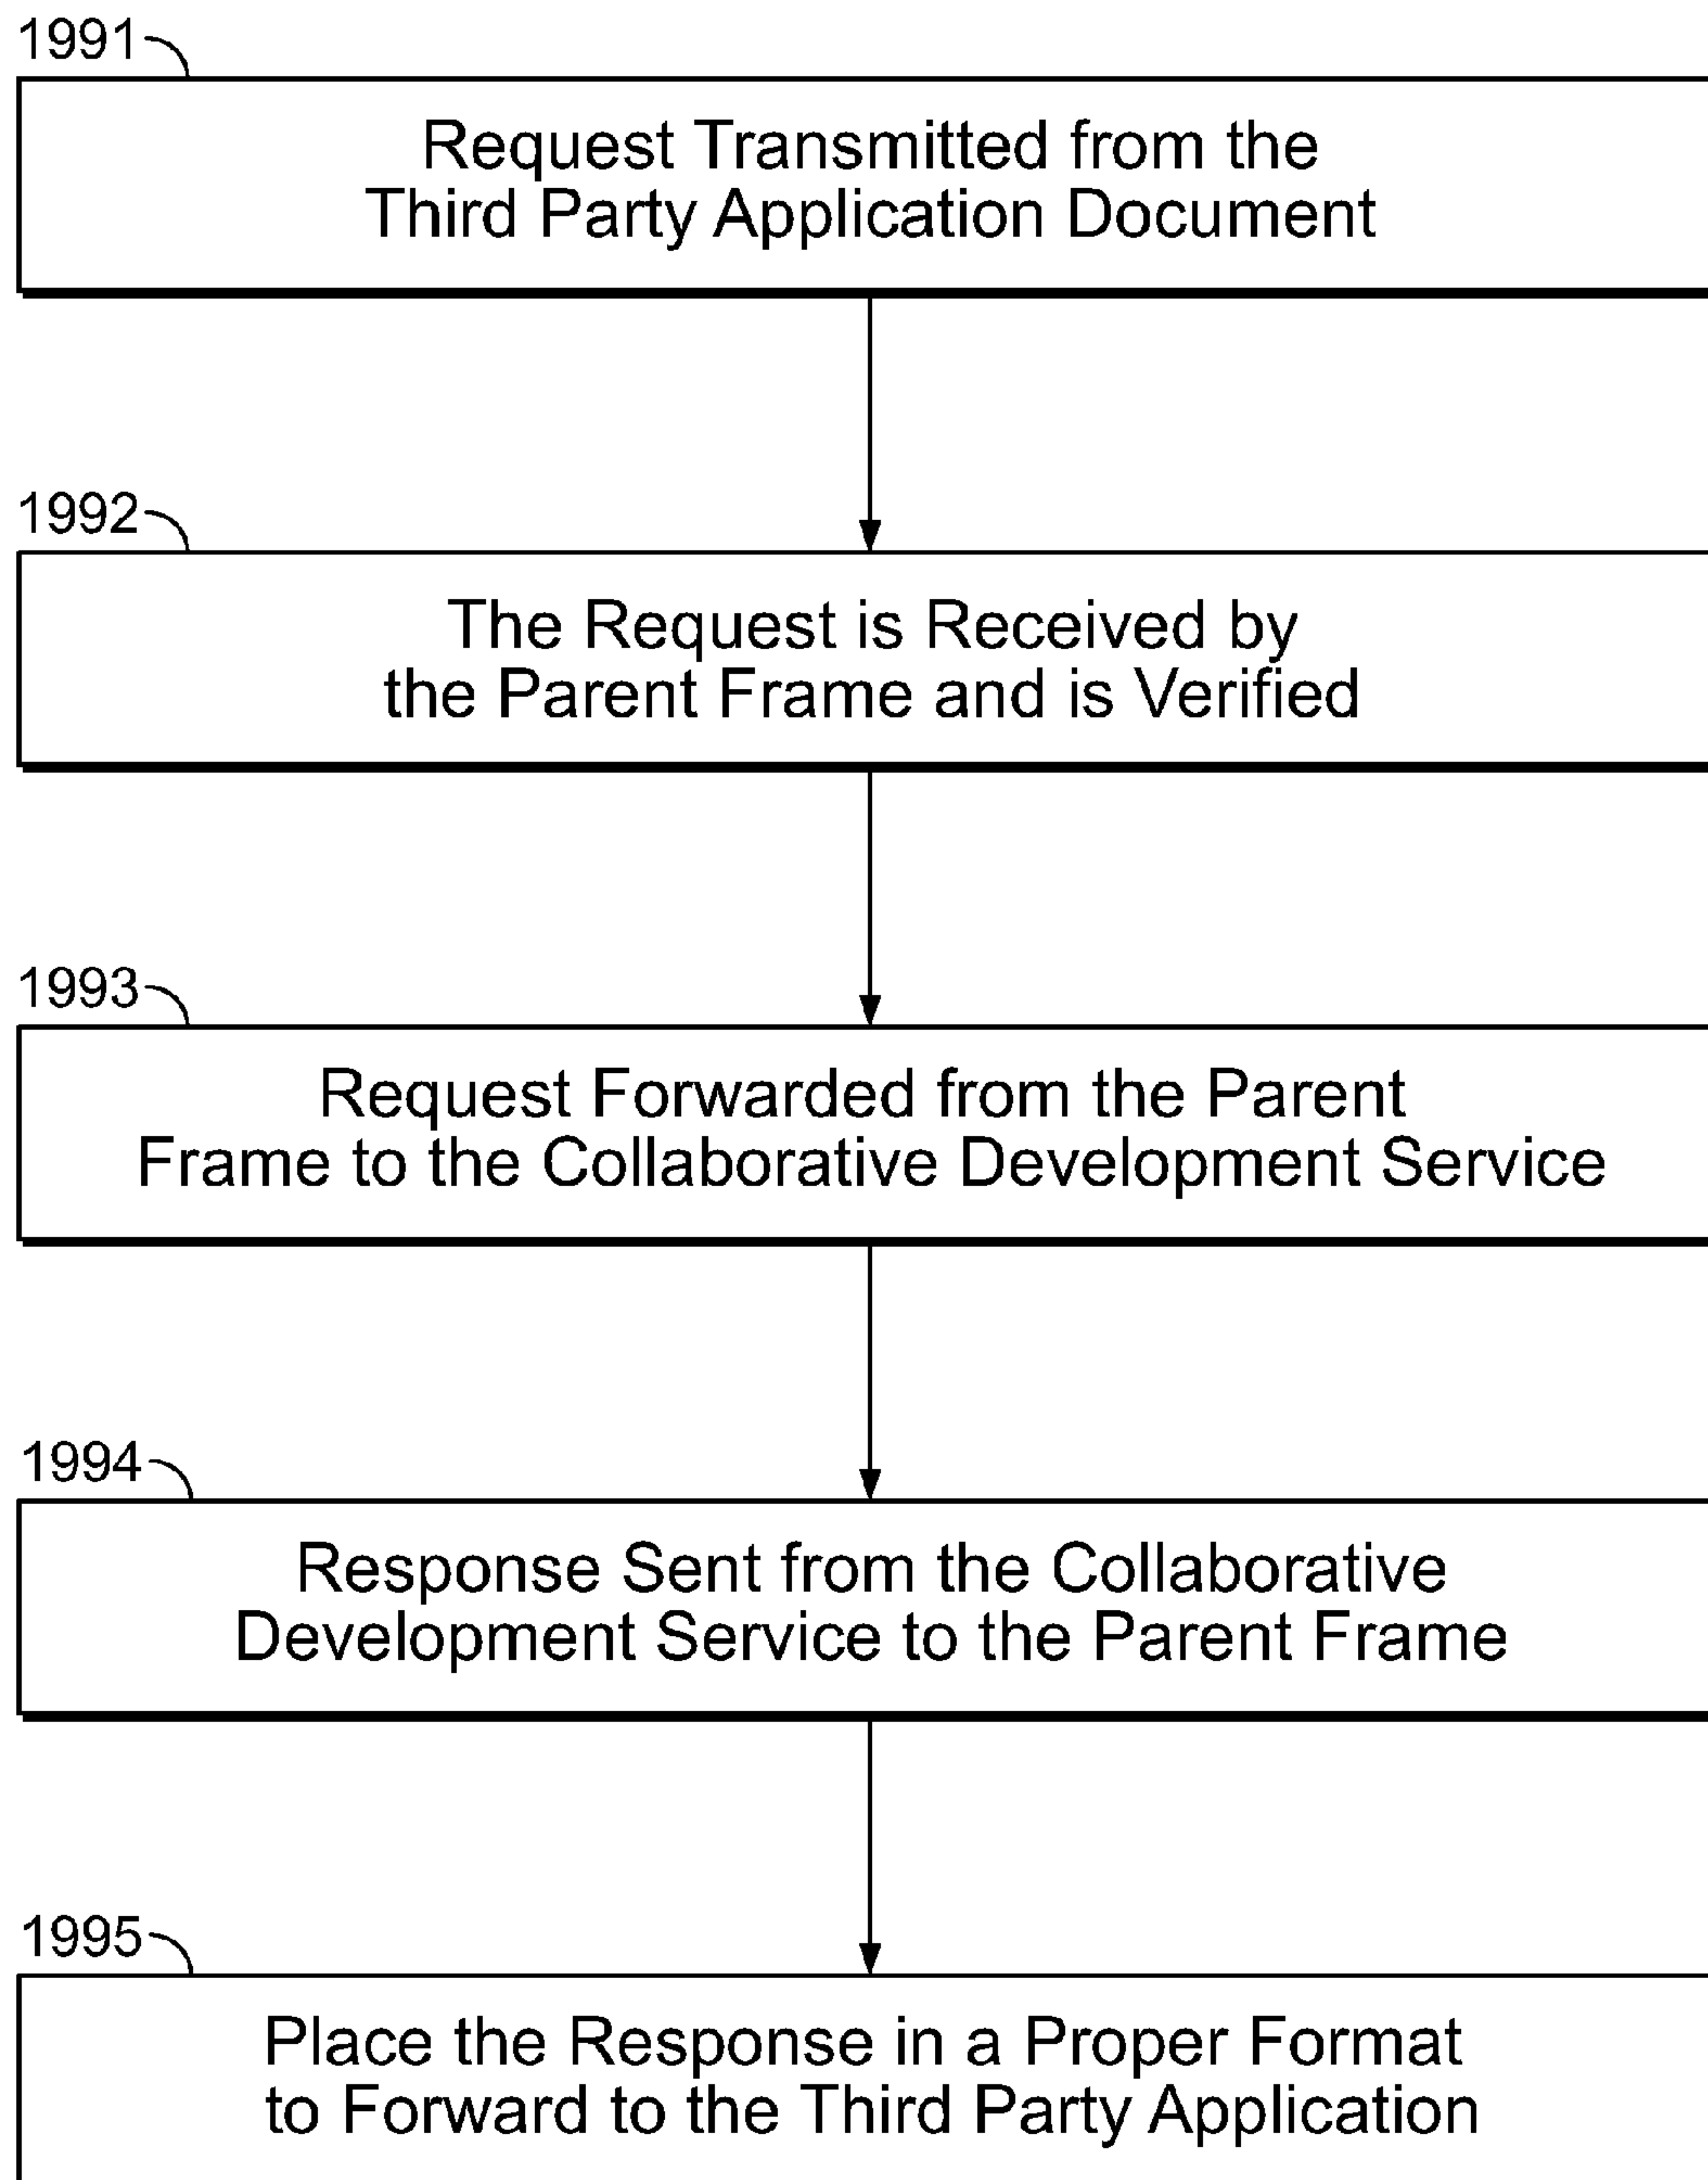 1991
Request Transmitted from the
Third Party Application Document
1992
The Request is Received by
the Parent Frame and is Verified
1993
Request Forwarded from the Parent
Frame to the Collaborative Development Service
1994
Response Sent from the Collaborative
Development Service to the Parent Frame
1995
Place the Response in a Proper Format
to Forward to the Third Party Application